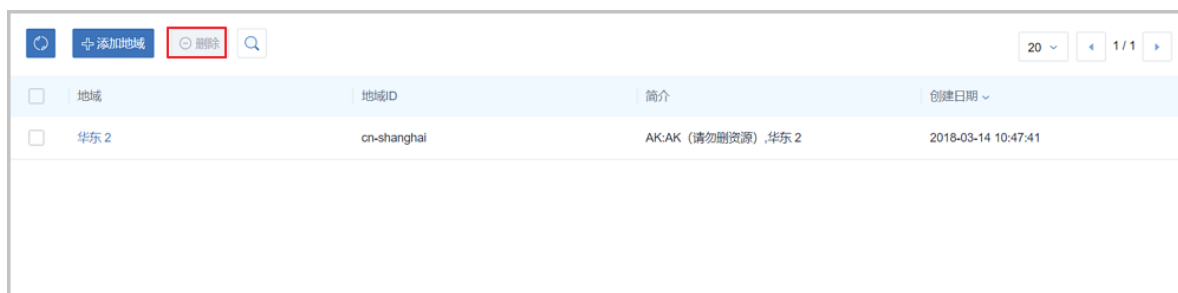 添加地域 删除 20 1 / 1
地域 地域ID 简介 创建日期
华东 2 cn-shanghai AK:AK（请勿删资源）,华东 2 2018-03-14 10:47:41